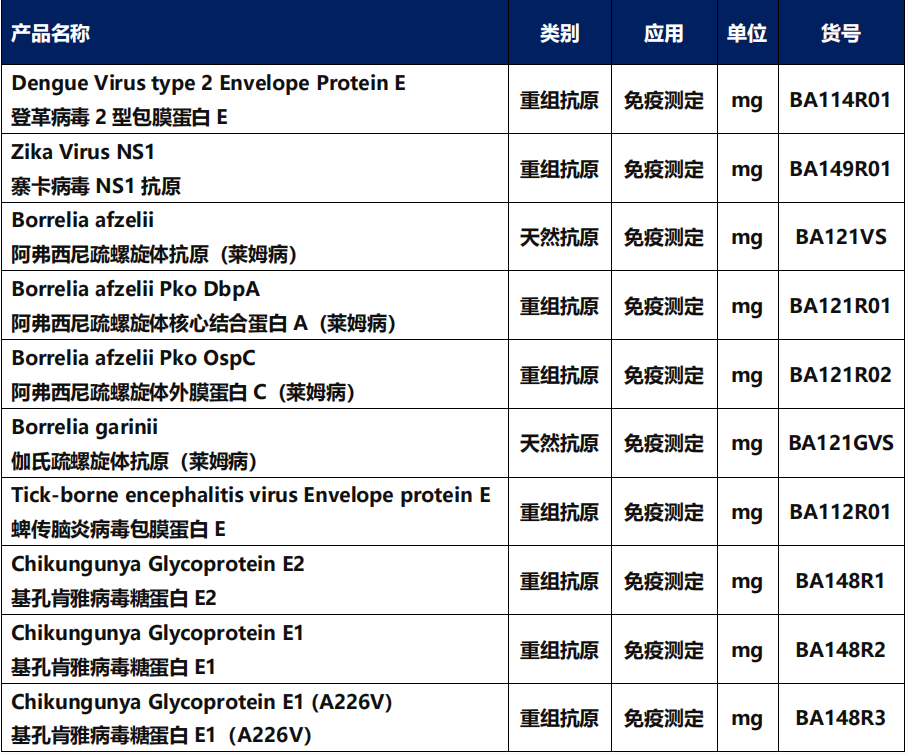 产品名称 类别 应用 单位 货号
Dengue Virus type 2 Envelope Protein E
登革病毒 2 型包膜蛋白 E
重组抗原 免疫测定 mg BA114R01
Zika Virus NS1
寨卡病毒 NS1 抗原
重组抗原 免疫测定 mg BA149R01
Borrelia afzelii
阿弗西尼疏螺旋体抗原（莱姆病）
天然抗原 免疫测定 mg BA121VS
Borrelia afzelii Pko DbpA
阿弗西尼疏螺旋体核心结合蛋白 A（莱姆病）
重组抗原 免疫测定 mg BA121R01
Borrelia afzelii Pko OspC
阿弗西尼疏螺旋体外膜蛋白 C（莱姆病）
重组抗原 免疫测定 mg BA121R02
Borrelia garinii
伽氏疏螺旋体抗原（莱姆病）
天然抗原 免疫测定 mg BA121GVS
Tick-borne encephalitis virus Envelope protein E
蜱传脑炎病毒包膜蛋白 E
重组抗原 免疫测定 mg BA112R01
Chikungunya Glycoprotein E2
基孔肯雅病毒糖蛋白 E2
重组抗原 免疫测定 mg BA148R1
Chikungunya Glycoprotein E1
基孔肯雅病毒糖蛋白 E1
重组抗原 免疫测定 mg BA148R2
Chikungunya Glycoprotein E1 (A226V)
基孔肯雅病毒糖蛋白 E1（A226V）
重组抗原 免疫测定 mg BA148R3